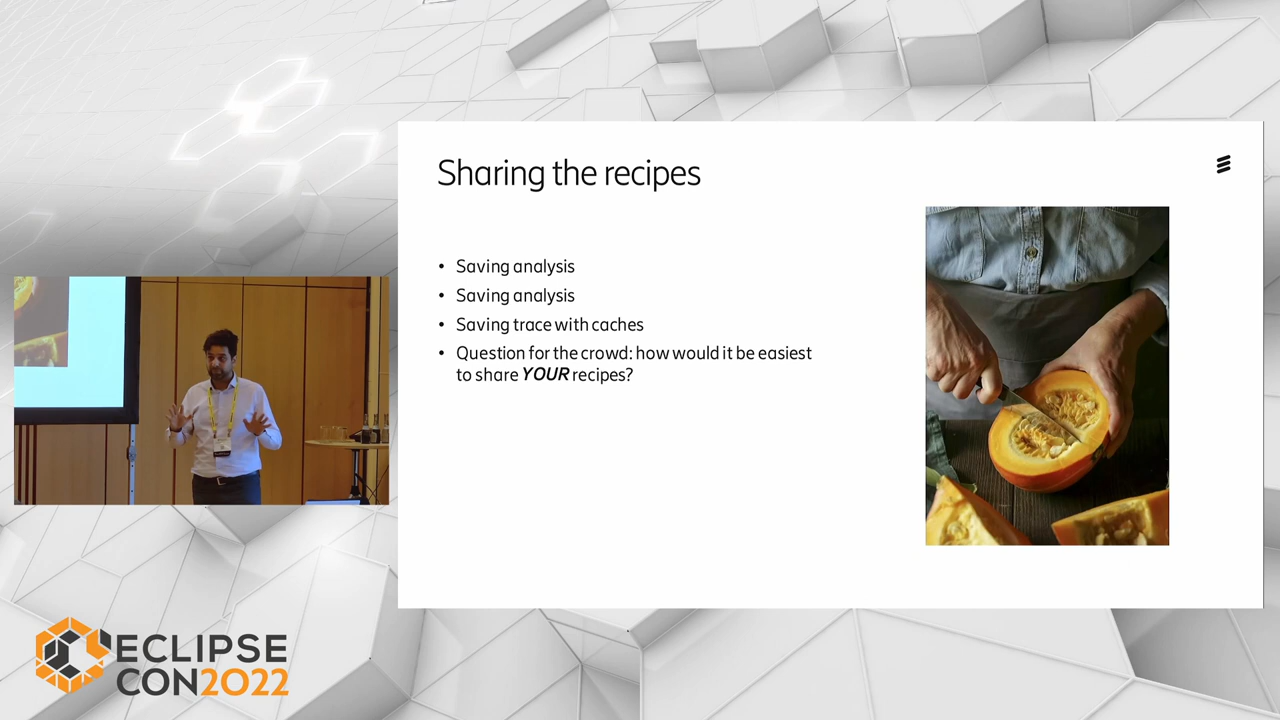 Sharing the recipes
• Saving analysis
• Saving analysis
• Saving trace with caches
• Question for the crowd: how would it be easiest
to share YOUR recipes?
ECLIPSE
CON2022